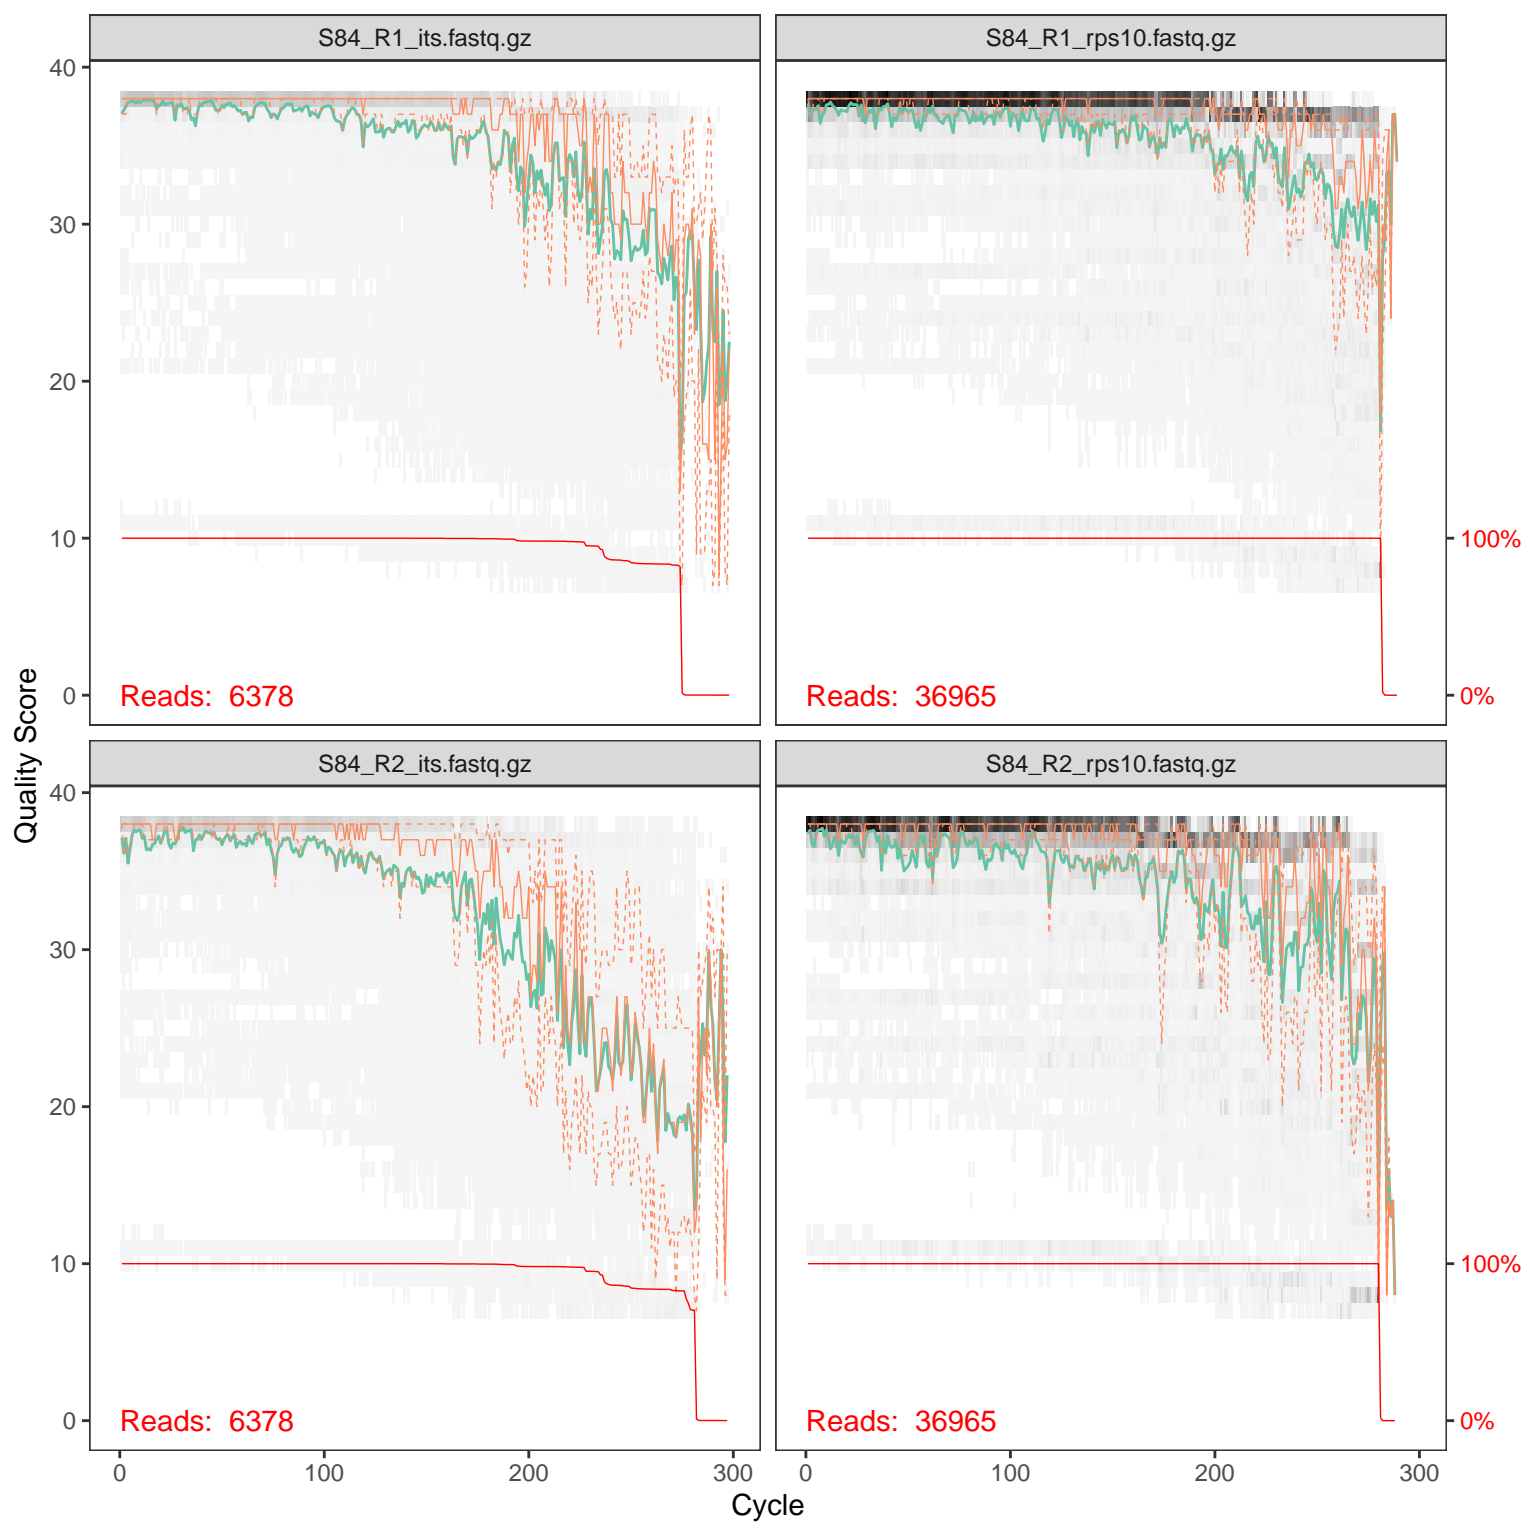 S84_R1_its.fastq.gz
S84_R1_rps10.fastq.gz
40
30
20
10
0
Reads: 6378
Reads: 36965
100%
0%
Quality Score
S84_R2_its.fastq.gz
S84_R2_rps10.fastq.gz
40
30
20
10
0
Reads: 6378
Reads: 36965
100%
0%
0 100 200 300
0 100 200 300
Cycle